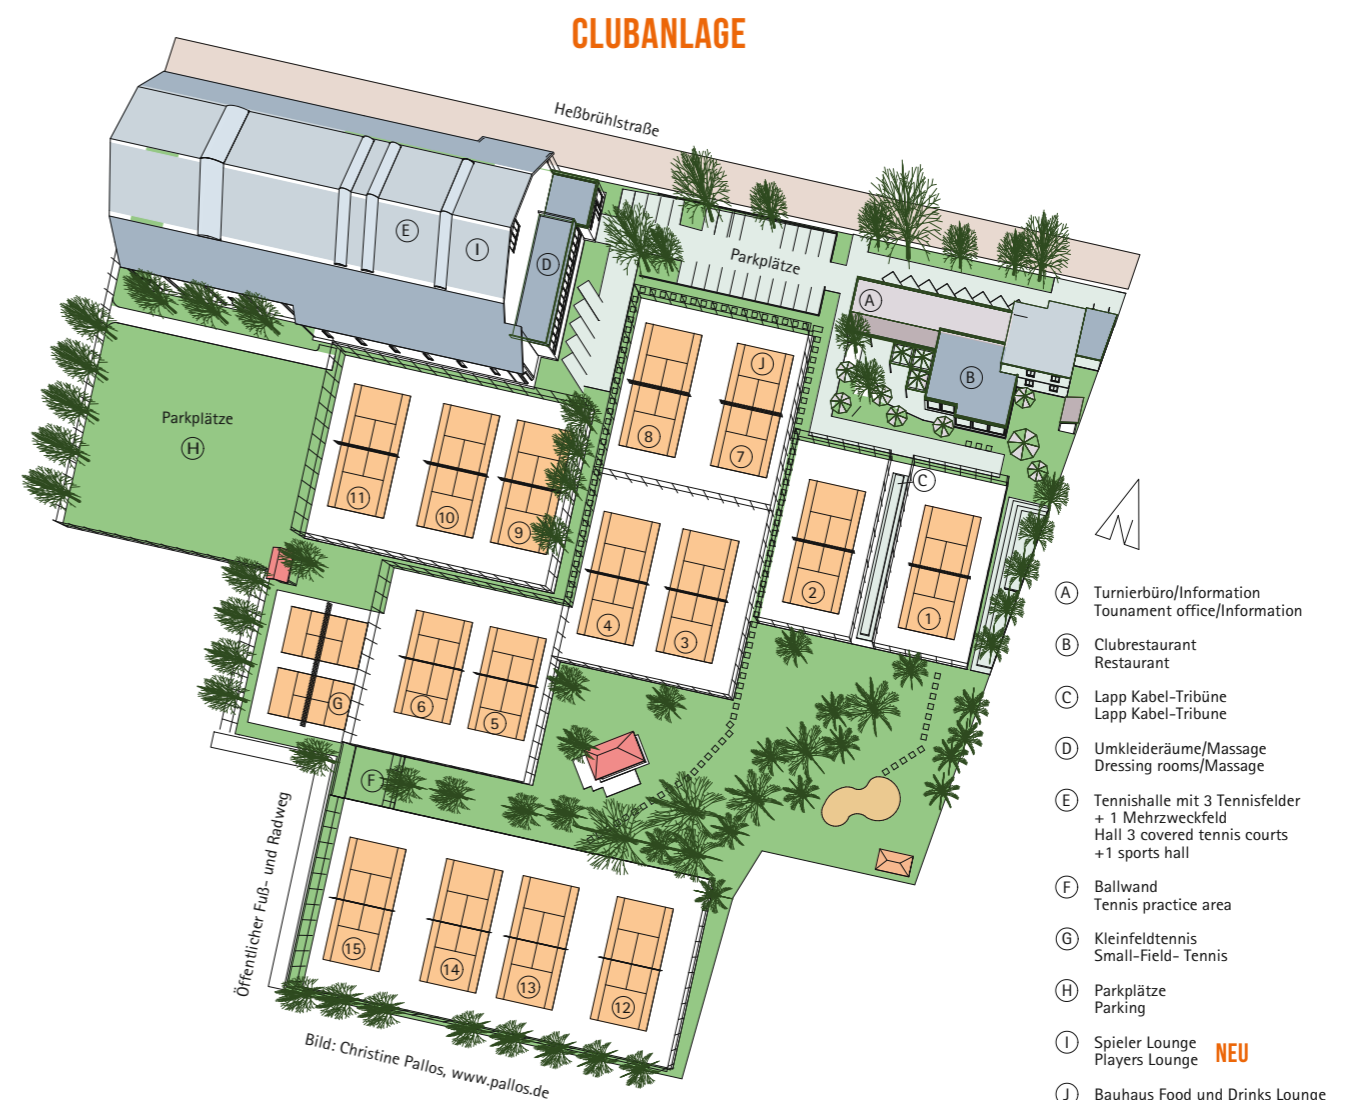 CLUBANLAGE
Heßbrühlstraße
Parkplätze
E
I
D
A
B
J
8
7
Parkplätze
H
11
10
9
C
2
1
4
3
6
5
G
F
Öffentlicher Fuß- und Radweg
15
14
13
12
Bild: Christine Pallos, www.pallos.de
N
A Turnierbüro/Information
Tounament office/Information
B Clubrestaurant
Restaurant
C Lapp Kabel-Tribüne
Lapp Kabel-Tribune
D Umkleideräume/Massage
Dressing rooms/Massage
E Tennishalle mit 3 Tennisfelder
+ 1 Mehrzweckfeld
Hall 3 covered tennis courts
+1 sports hall
F Ballwand
Tennis practice area
G Kleinfeldtennis
Small-Field- Tennis
H Parkplätze
Parking
I Spieler Lounge
Players Lounge NEU
J Bauhaus Food und Drinks Lounge